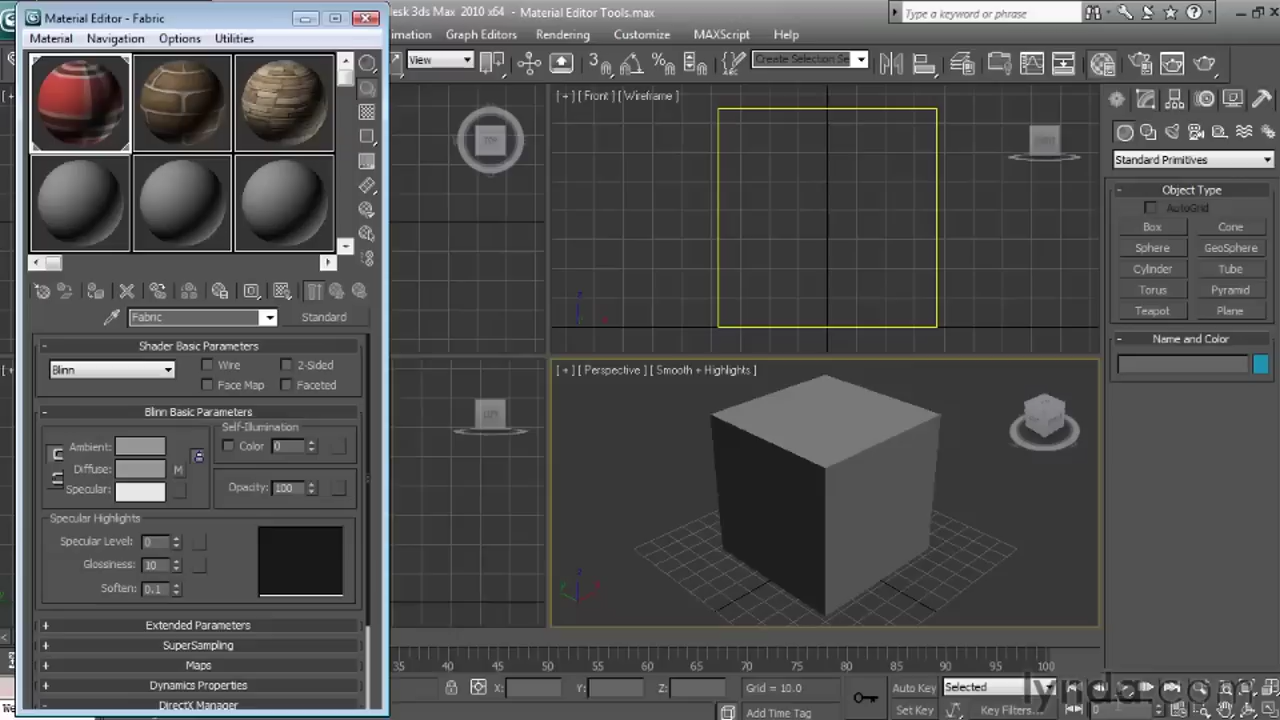 Material Editor - Fabric
Material Navigation Options Utilities
Fabric
Standard
Shader Basic Parameters
Blinn
Wire
2-Sided
Face Map
Faceted
Blinn Basic Parameters
Self-Illumination
Ambient:
Color 0
Diffuse:
M
Specular:
Opacity: 100
Specular Highlights
Specular Level: 0
Glossiness: 10
Soften: 0.1
Extended Parameters
SuperSampling
Maps
Dynamics Properties
DirectX Manager
desk 3ds Max 2010 x64 - Material Editor Tools.max
Type a keyword or phrase
imation Graph Editors Rendering Customize MAXScript Help
View
3
Create Selection Se
[ + ] [ Front ] [ Wireframe ]
[ + ] [ Perspective ] [ Smooth + Highlights ]
Standard Primitives
Object Type
AutoGrid
Box Cone
Sphere GeoSphere
Cylinder Tube
Torus Pyramid
Teapot Plane
Name and Color
35 40 45 50 55 60 65 70 75 80 85 90 95 100
X: Y: Z: Grid = 10.0
Auto Key Selected
Add Time Tag
Set Key Key Filters...
0
lynda.com